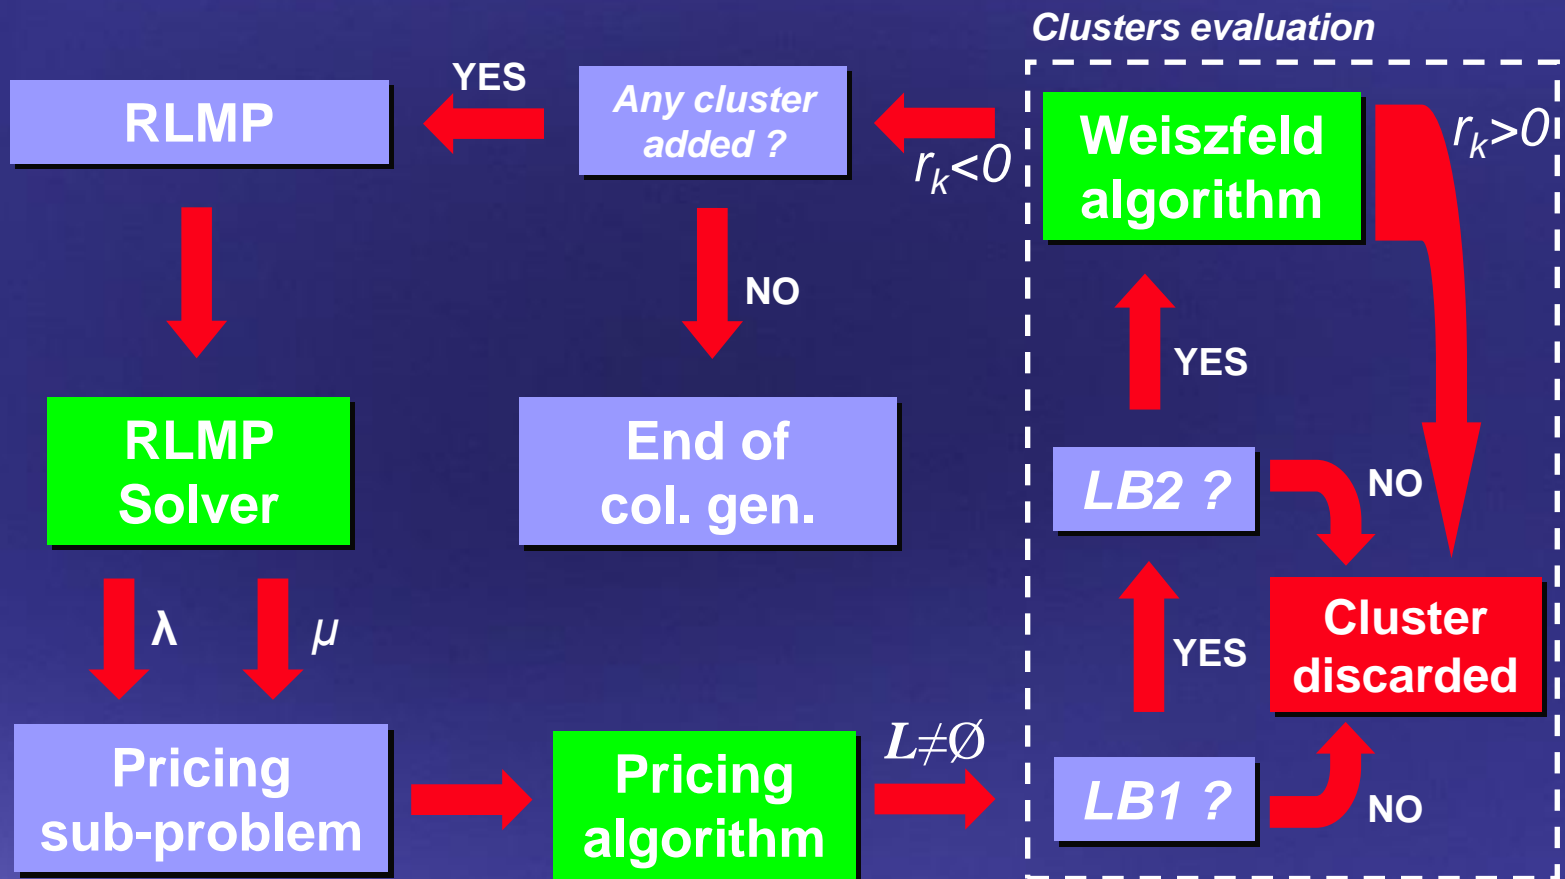 Clusters evaluation
YES
RLMP
Any cluster
added ?
r_k<0
Weiszfeld
algorithm
r_k>0
NO
YES
RLMP
Solver
End of
col. gen.
LB2 ?
NO
λ
μ
YES
Cluster
discarded
Pricing
sub-problem
Pricing
algorithm
L≠Ø
LB1 ?
NO